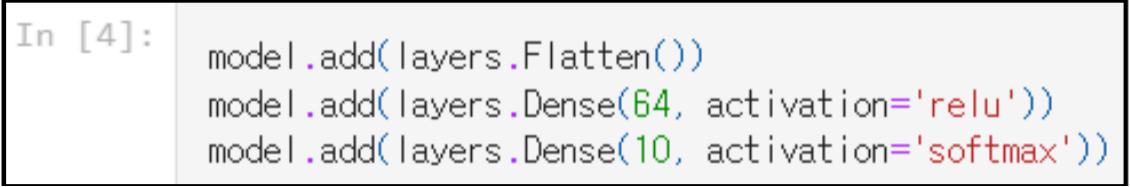 In [4]:
model.add(layers.Flatten())
model.add(layers.Dense(64, activation='relu'))
model.add(layers.Dense(10, activation='softmax'))